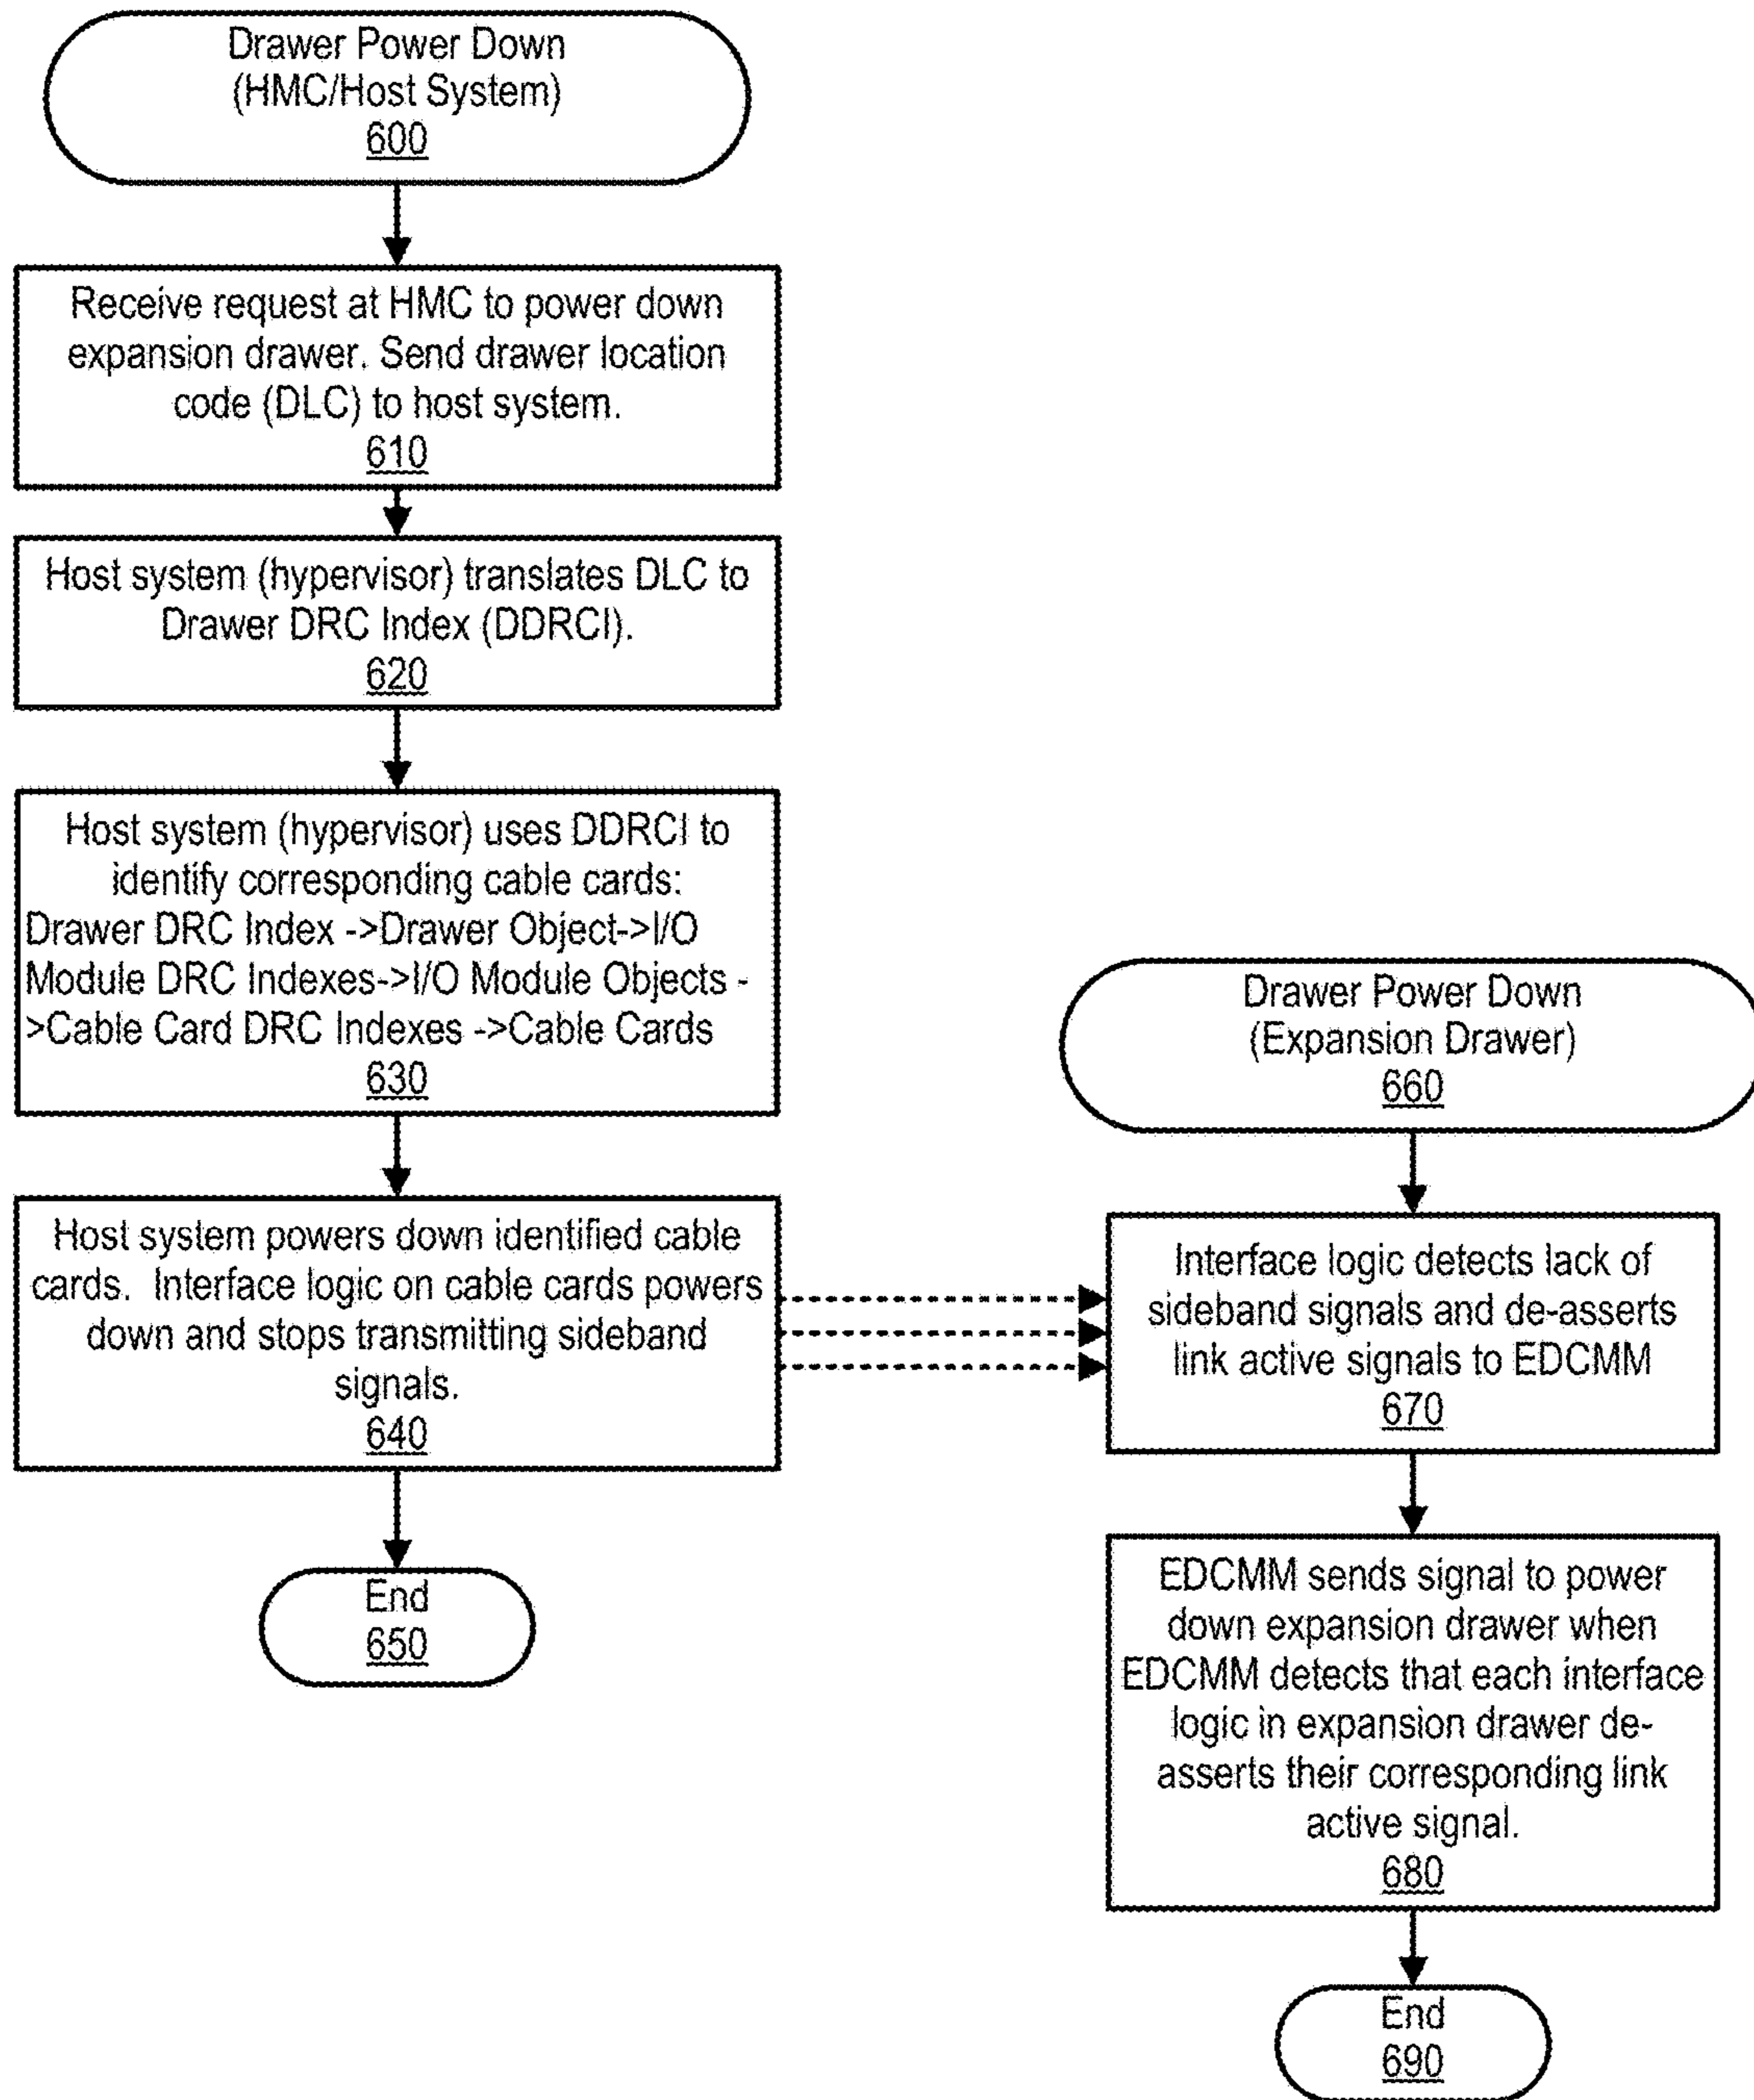 Drawer Power Down
(HMC/Host System)
600
Receive request at HMC to power down
expansion drawer. Send drawer location
code (DLC) to host system.
610
Host system (hypervisor) translates DLC to
Drawer DRC Index (DDRCI).
620
Host system (hypervisor) uses DDRCI to
identify corresponding cable cards:
Drawer DRC Index ->Drawer Object->I/O
Module DRC Indexes->I/O Module Objects -
>Cable Card DRC Indexes ->Cable Cards
630
Host system powers down identified cable
cards. Interface logic on cable cards powers
down and stops transmitting sideband
signals.
640
End
650
Drawer Power Down
(Expansion Drawer)
660
Interface logic detects lack of
sideband signals and de-asserts
link active signals to EDCMM
670
EDCMM sends signal to power
down expansion drawer when
EDCMM detects that each interface
logic in expansion drawer de-
asserts their corresponding link
active signal.
680
End
690